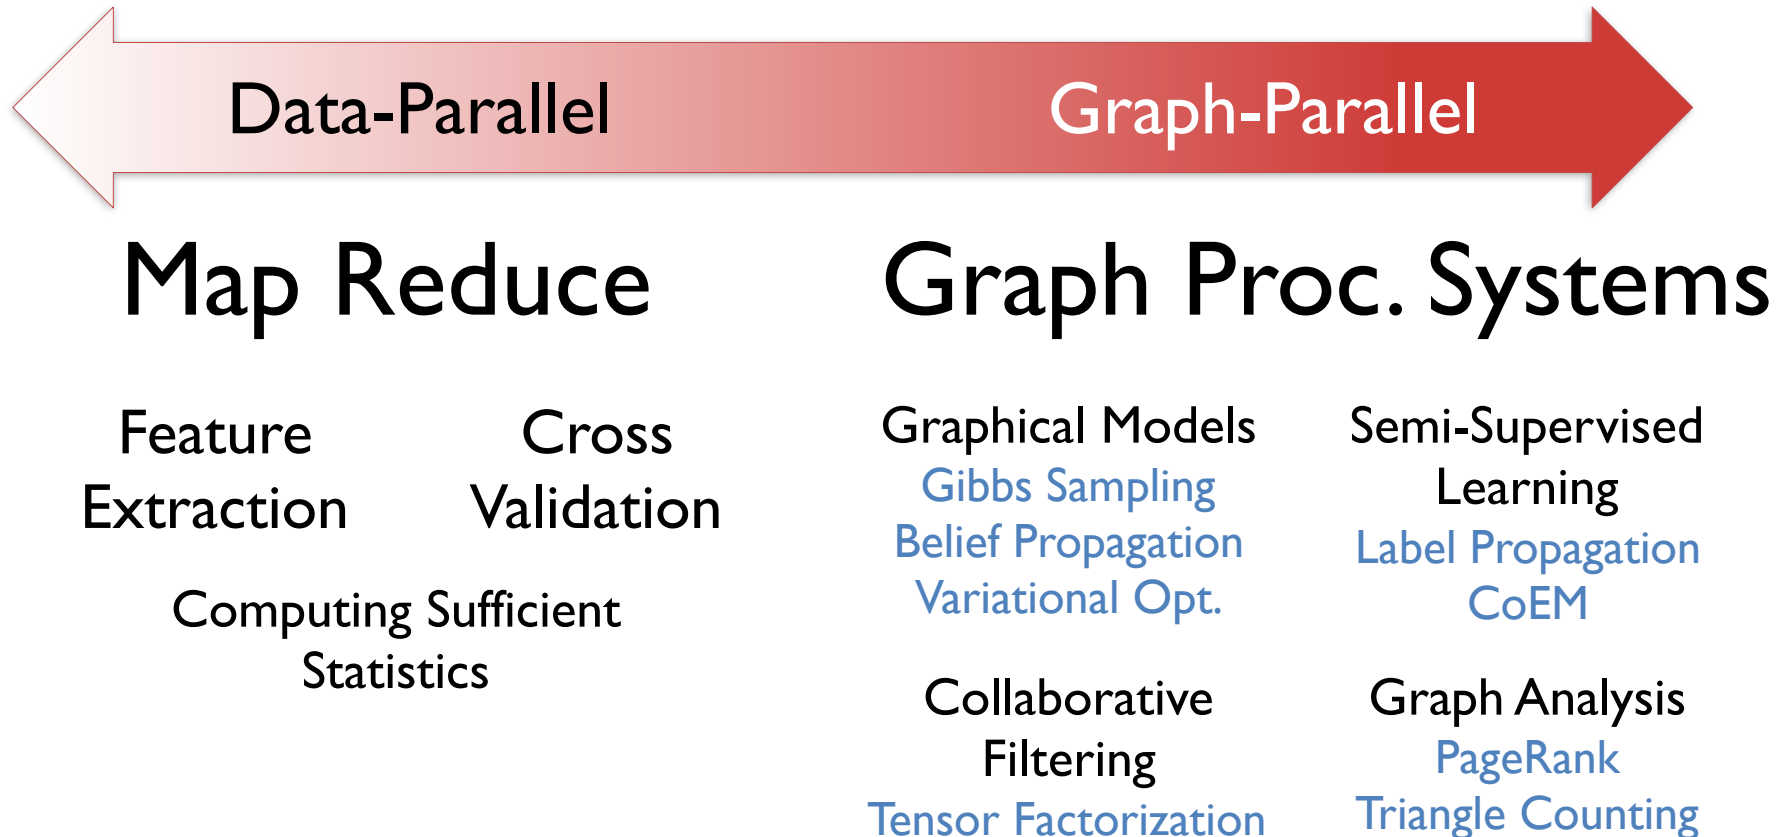 Data-Parallel
Graph-Parallel
Map Reduce
Graph Proc. Systems
Feature
Extraction
Cross
Validation
Computing Sufficient
Statistics
Graphical Models
Gibbs Sampling
Belief Propagation
Variational Opt.
Semi-Supervised
Learning
Label Propagation
CoEM
Collaborative
Filtering
Tensor Factorization
Graph Analysis
PageRank
Triangle Counting